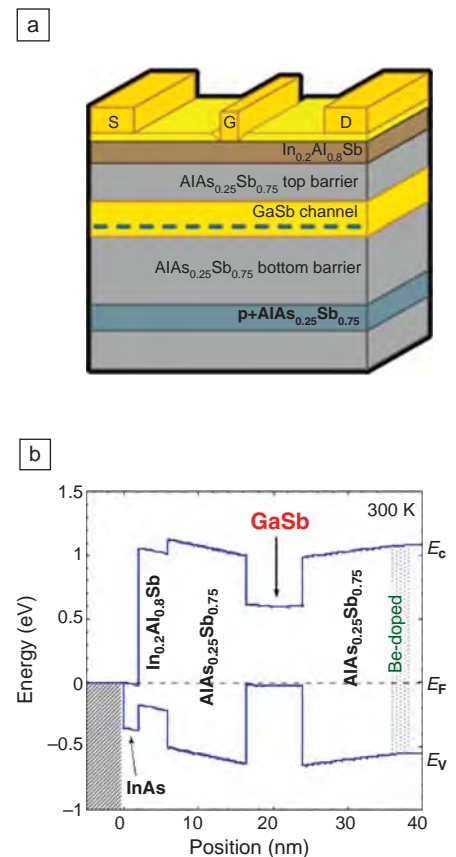 a
S G D
In₀.₂Al₀.₈Sb
AlAs₀.₂₅Sb₀.₇₅ top barrier
GaSb channel
AlAs₀.₂₅Sb₀.₇₅ bottom barrier
p+AlAs₀.₂₅Sb₀.₇₅
b
1.5
GaSb
300 K
1
Ec
In₀.₂Al₀.₈Sb
AlAs₀.₂₅Sb₀.₇₅
AlAs₀.₂₅Sb₀.₇₅
Be-doped
0.5
Energy (eV)
0
EF
−0.5
EV
InAs
−1
0 10 20 30 40
Position (nm)